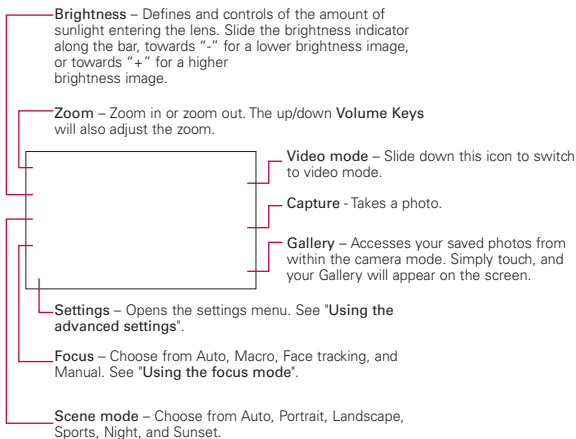 Brightness – Defines and controls of the amount of
sunlight entering the lens. Slide the brightness indicator
along the bar, towards “-” for a lower brightness image,
or towards “+” for a higher
brightness image.
Zoom – Zoom in or zoom out. The up/down Volume Keys
will also adjust the zoom.
Video mode – Slide down this icon to switch
to video mode.
Capture - Takes a photo.
Gallery – Accesses your saved photos from
within the camera mode. Simply touch, and
your Gallery will appear on the screen.
Settings – Opens the settings menu. See "Using the
advanced settings".
Focus – Choose from Auto, Macro, Face tracking, and
Manual. See "Using the focus mode".
Scene mode – Choose from Auto, Portrait, Landscape,
Sports, Night, and Sunset.